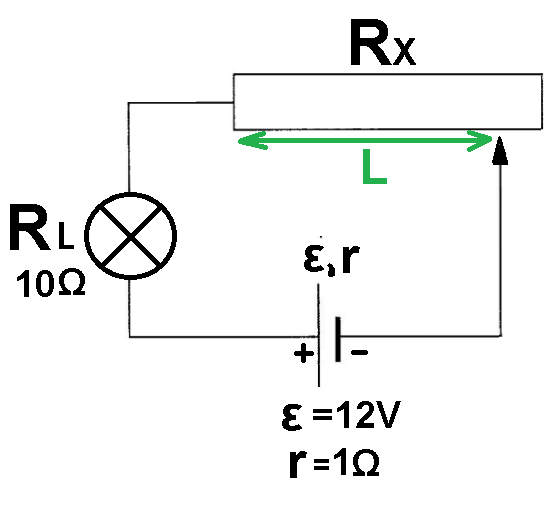 Rx
L
RL
10Ω
ε,r
+ -
ε =12V
r =1Ω